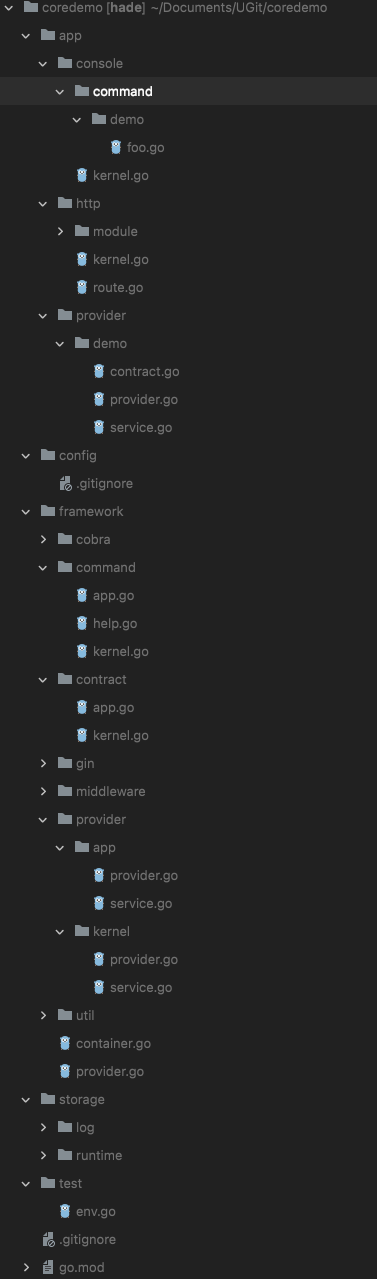 coredemo [hade] ~/Documents/UGit/coredemo
app
console
command
demo
foo.go
kernel.go
http
module
kernel.go
route.go
provider
demo
contract.go
provider.go
service.go
config
.gitignore
framework
cobra
command
app.go
help.go
kernel.go
contract
app.go
kernel.go
gin
middleware
provider
app
provider.go
service.go
kernel
provider.go
service.go
util
container.go
provider.go
storage
log
runtime
test
env.go
.gitignore
go.mod